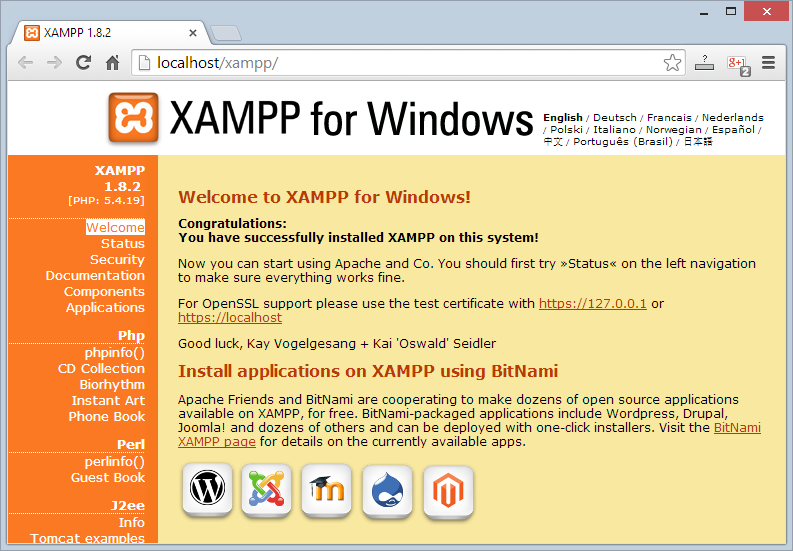 XAMPP 1.8.2
localhost/xampp/
?
g+
2
XAMPP for Windows
English / Deutsch / Francais / Nederlands
/ Polski / Italiano / Norwegian / Español /
中文 / Português (Brasil) / 日本語
XAMPP
1.8.2
[PHP: 5.4.19]
Welcome
Status
Security
Documentation
Components
Applications
Php
phpinfo()
CD Collection
Biorhythm
Instant Art
Phone Book
Perl
perlinfo()
Guest Book
J2ee
Info
Tomcat examples
Welcome to XAMPP for Windows!
Congratulations:
You have successfully installed XAMPP on this system!
Now you can start using Apache and Co. You should first try »Status« on the left navigation
to make sure everything works fine.
For OpenSSL support please use the test certificate with https://127.0.0.1 or
https://localhost
Good luck, Kay Vogelgesang + Kai 'Oswald' Seidler
Install applications on XAMPP using BitNami
Apache Friends and BitNami are cooperating to make dozens of open source applications
available on XAMPP, for free. BitNami-packaged applications include Wordpress, Drupal,
Joomla! and dozens of others and can be deployed with one-click installers. Visit the BitNami
XAMPP page for details on the currently available apps.